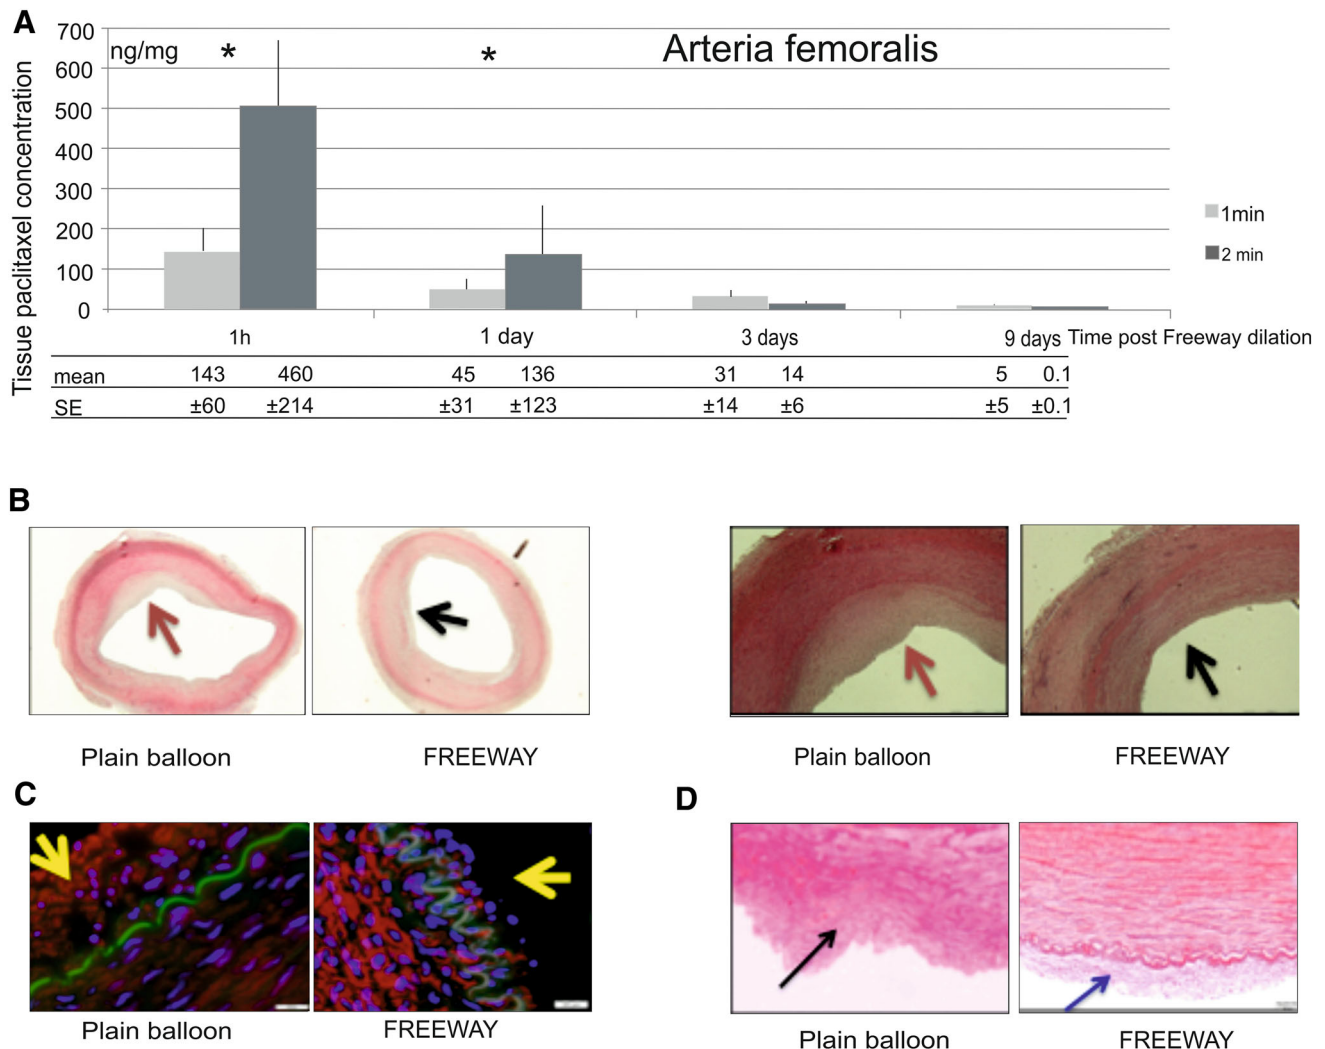 A
700
ng/mg * * Arteria femoralis
600
500
400
300
200
100
0
Tissue paclitaxel concentration
1min
2 min
1h 1 day 3 days 9 days Time post Freeway dilation
mean 143 460 45 136 31 14 5 0.1
SE ±60 ±214 ±31 ±123 ±14 ±6 ±5 ±0.1
B
Plain balloon FREEWAY Plain balloon FREEWAY
C D
Plain balloon FREEWAY Plain balloon FREEWAY